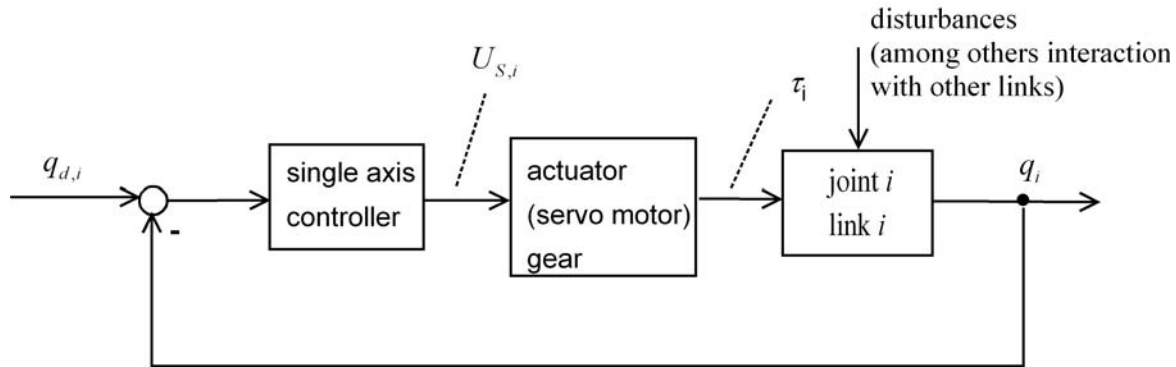 disturbances
(among others interaction
with other links)
U_{S,i}
τ_i
q_{d,i}
single axis
controller
actuator
(servo motor)
gear
joint i
link i
q_i
-